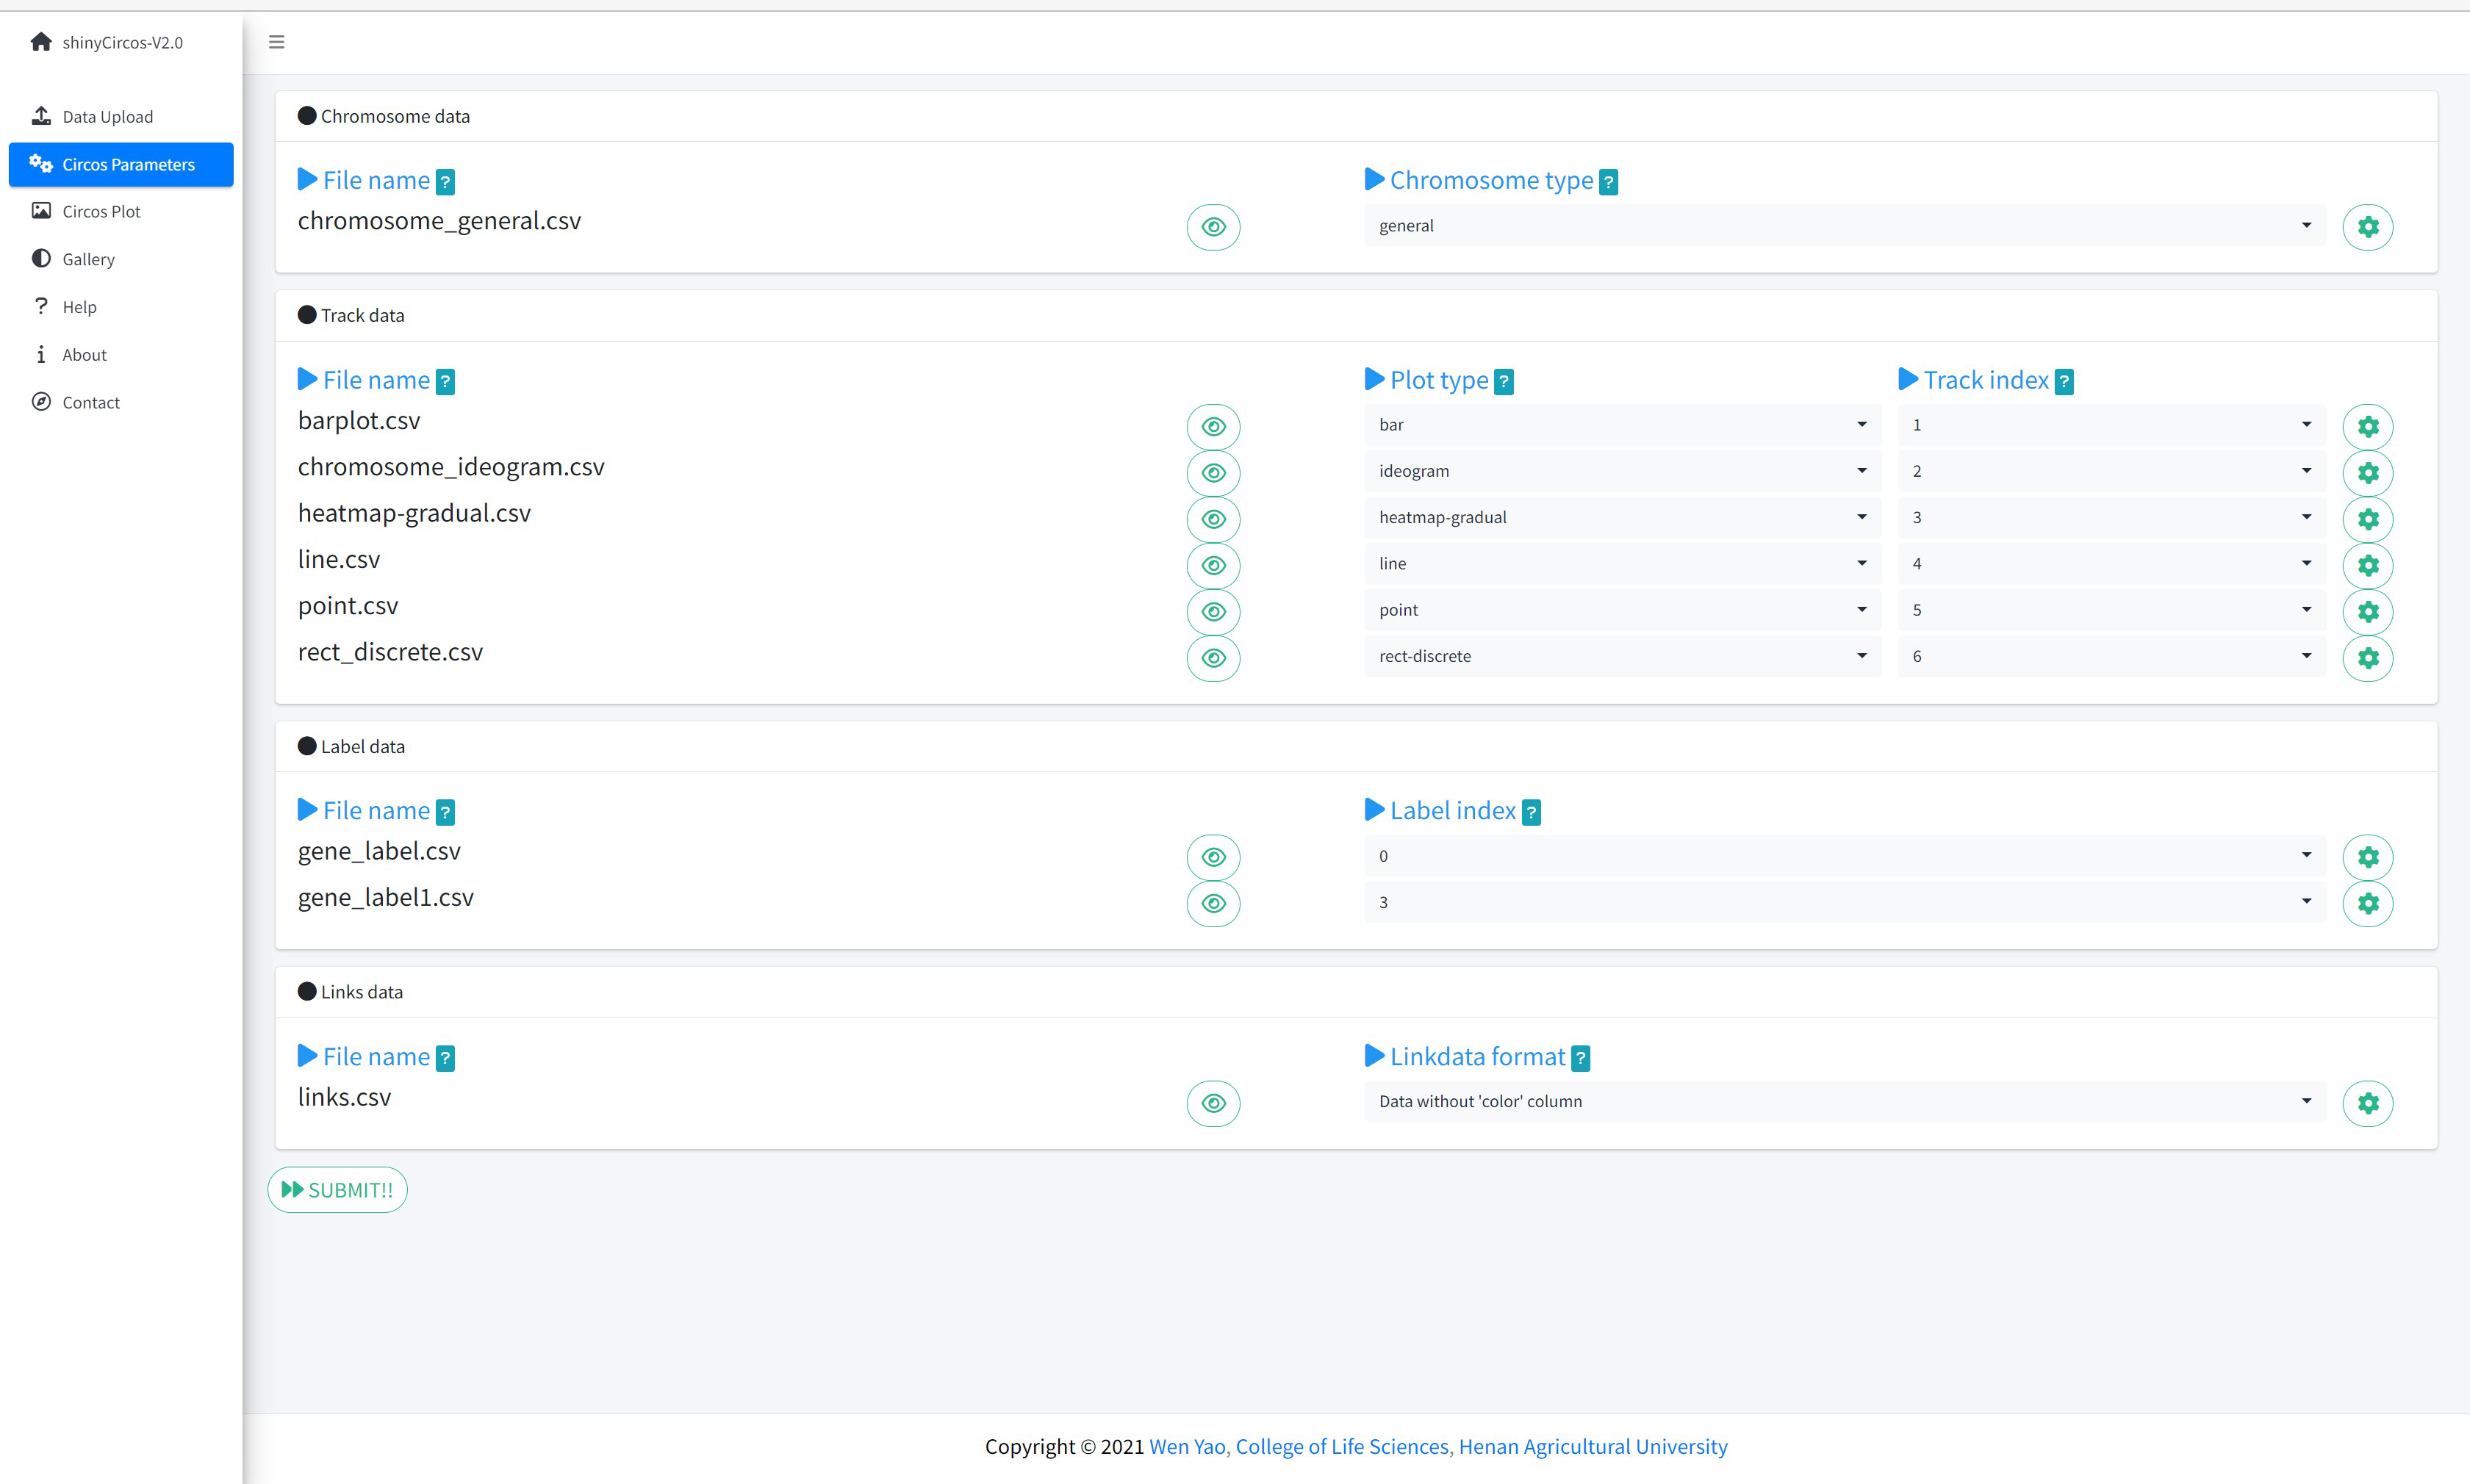 shinyCircos-V2.0
Data Upload
Circos Parameters
Circos Plot
Gallery
Help
About
Contact
Chromosome data
File name ? Chromosome type ?
chromosome_general.csv general
Track data
File name ? Plot type ? Track index ?
barplot.csv bar 1
chromosome_ideogram.csv ideogram 2
heatmap-gradual.csv heatmap-gradual 3
line.csv line 4
point.csv point 5
rect_discrete.csv rect-discrete 6
Label data
File name ? Label index ?
gene_label.csv 0
gene_label1.csv 3
Links data
File name ? Linkdata format ?
links.csv Data without 'color' column
SUBMIT!!
Copyright © 2021 Wen Yao, College of Life Sciences, Henan Agricultural University